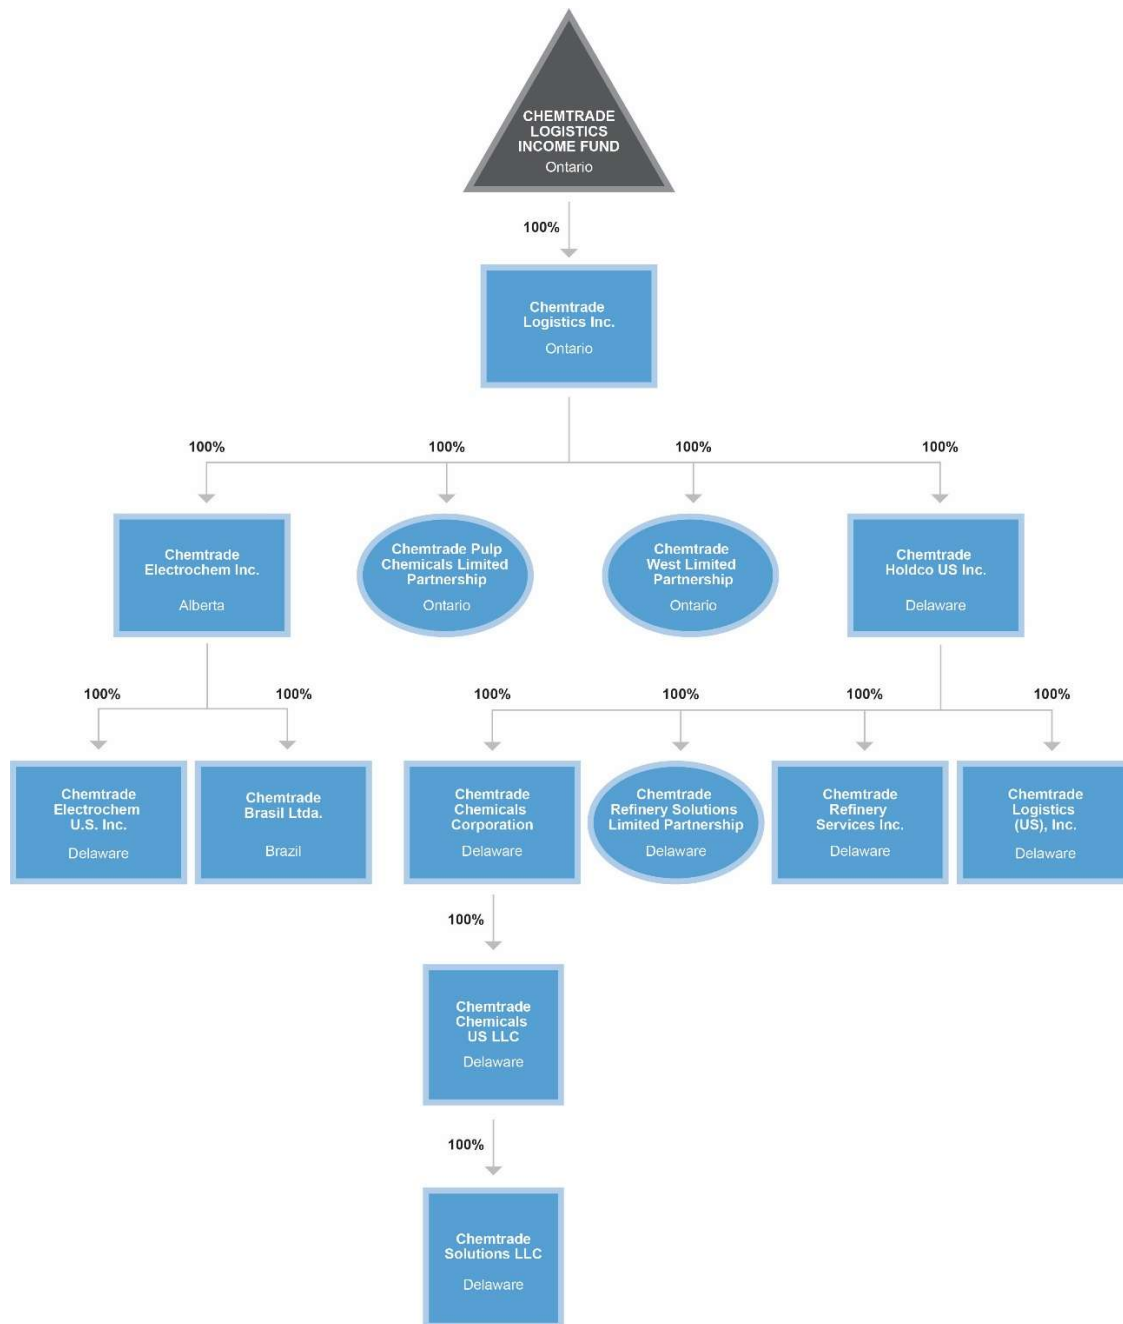 CHEMTRADE
LOGISTICS
INCOME FUND
Ontario
100%
Chemtrade
Logistics Inc.
Ontario
100%
100%
100%
100%
Chemtrade
Electrochem Inc.
Alberta
Chemtrade Pulp
Chemicals Limited
Partnership
Ontario
Chemtrade
West Limited
Partnership
Ontario
Chemtrade
Holdco US Inc.
Delaware
100%
100%
100%
100%
100%
100%
Chemtrade
Electrochem
U.S. Inc.
Delaware
Chemtrade
Brasil Ltda.
Brazil
Chemtrade
Chemicals
Corporation
Delaware
Chemtrade
Refinery Solutions
Limited Partnership
Delaware
Chemtrade
Refinery
Services Inc.
Delaware
Chemtrade
Logistics
(US), Inc.
Delaware
100%
Chemtrade
Chemicals
US LLC
Delaware
100%
Chemtrade
Solutions LLC
Delaware